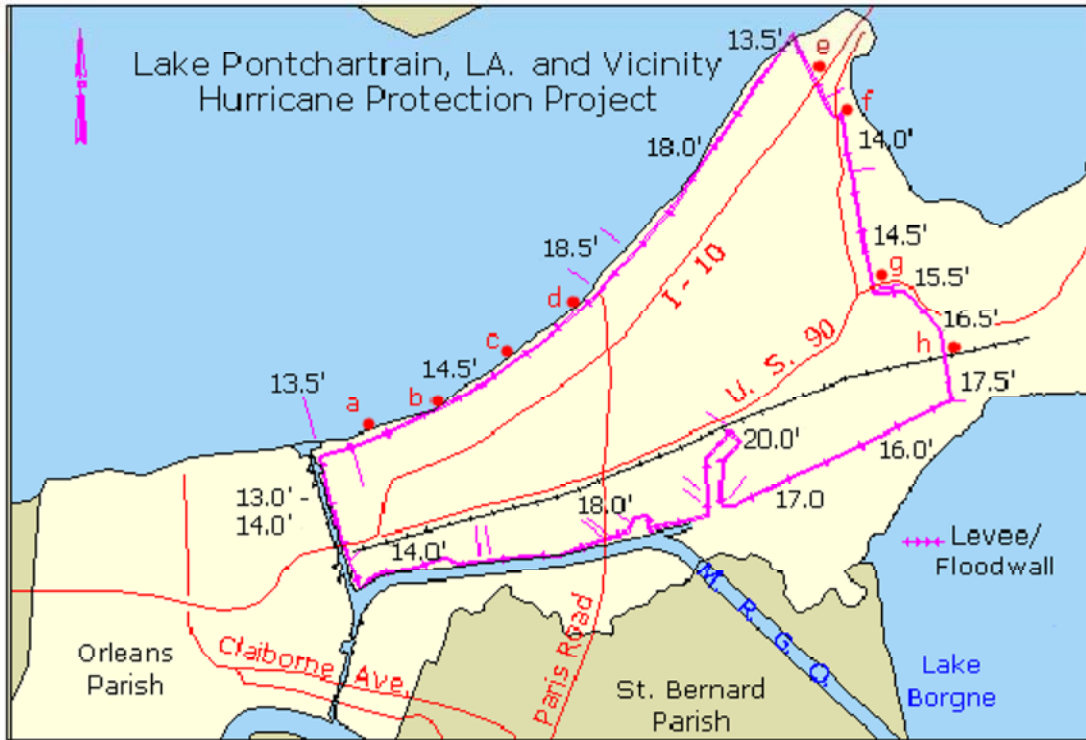 Lake Pontchartrain, LA. and Vicinity
Hurricane Protection Project
13.5'
e
f
14.0'
18.0'
18.5'
14.5'
g
15.5'
d
I - 10
16.5'
c
h
U. S. 90
14.5'
13.5'
b
a
17.5'
20.0'
16.0'
13.0'
14.0'
18.0'
17.0
14.0'
Levee/
Floodwall
M R G O
Claiborne Ave.
Paris Road
Orleans
Parish
St. Bernard
Parish
Lake
Borgne